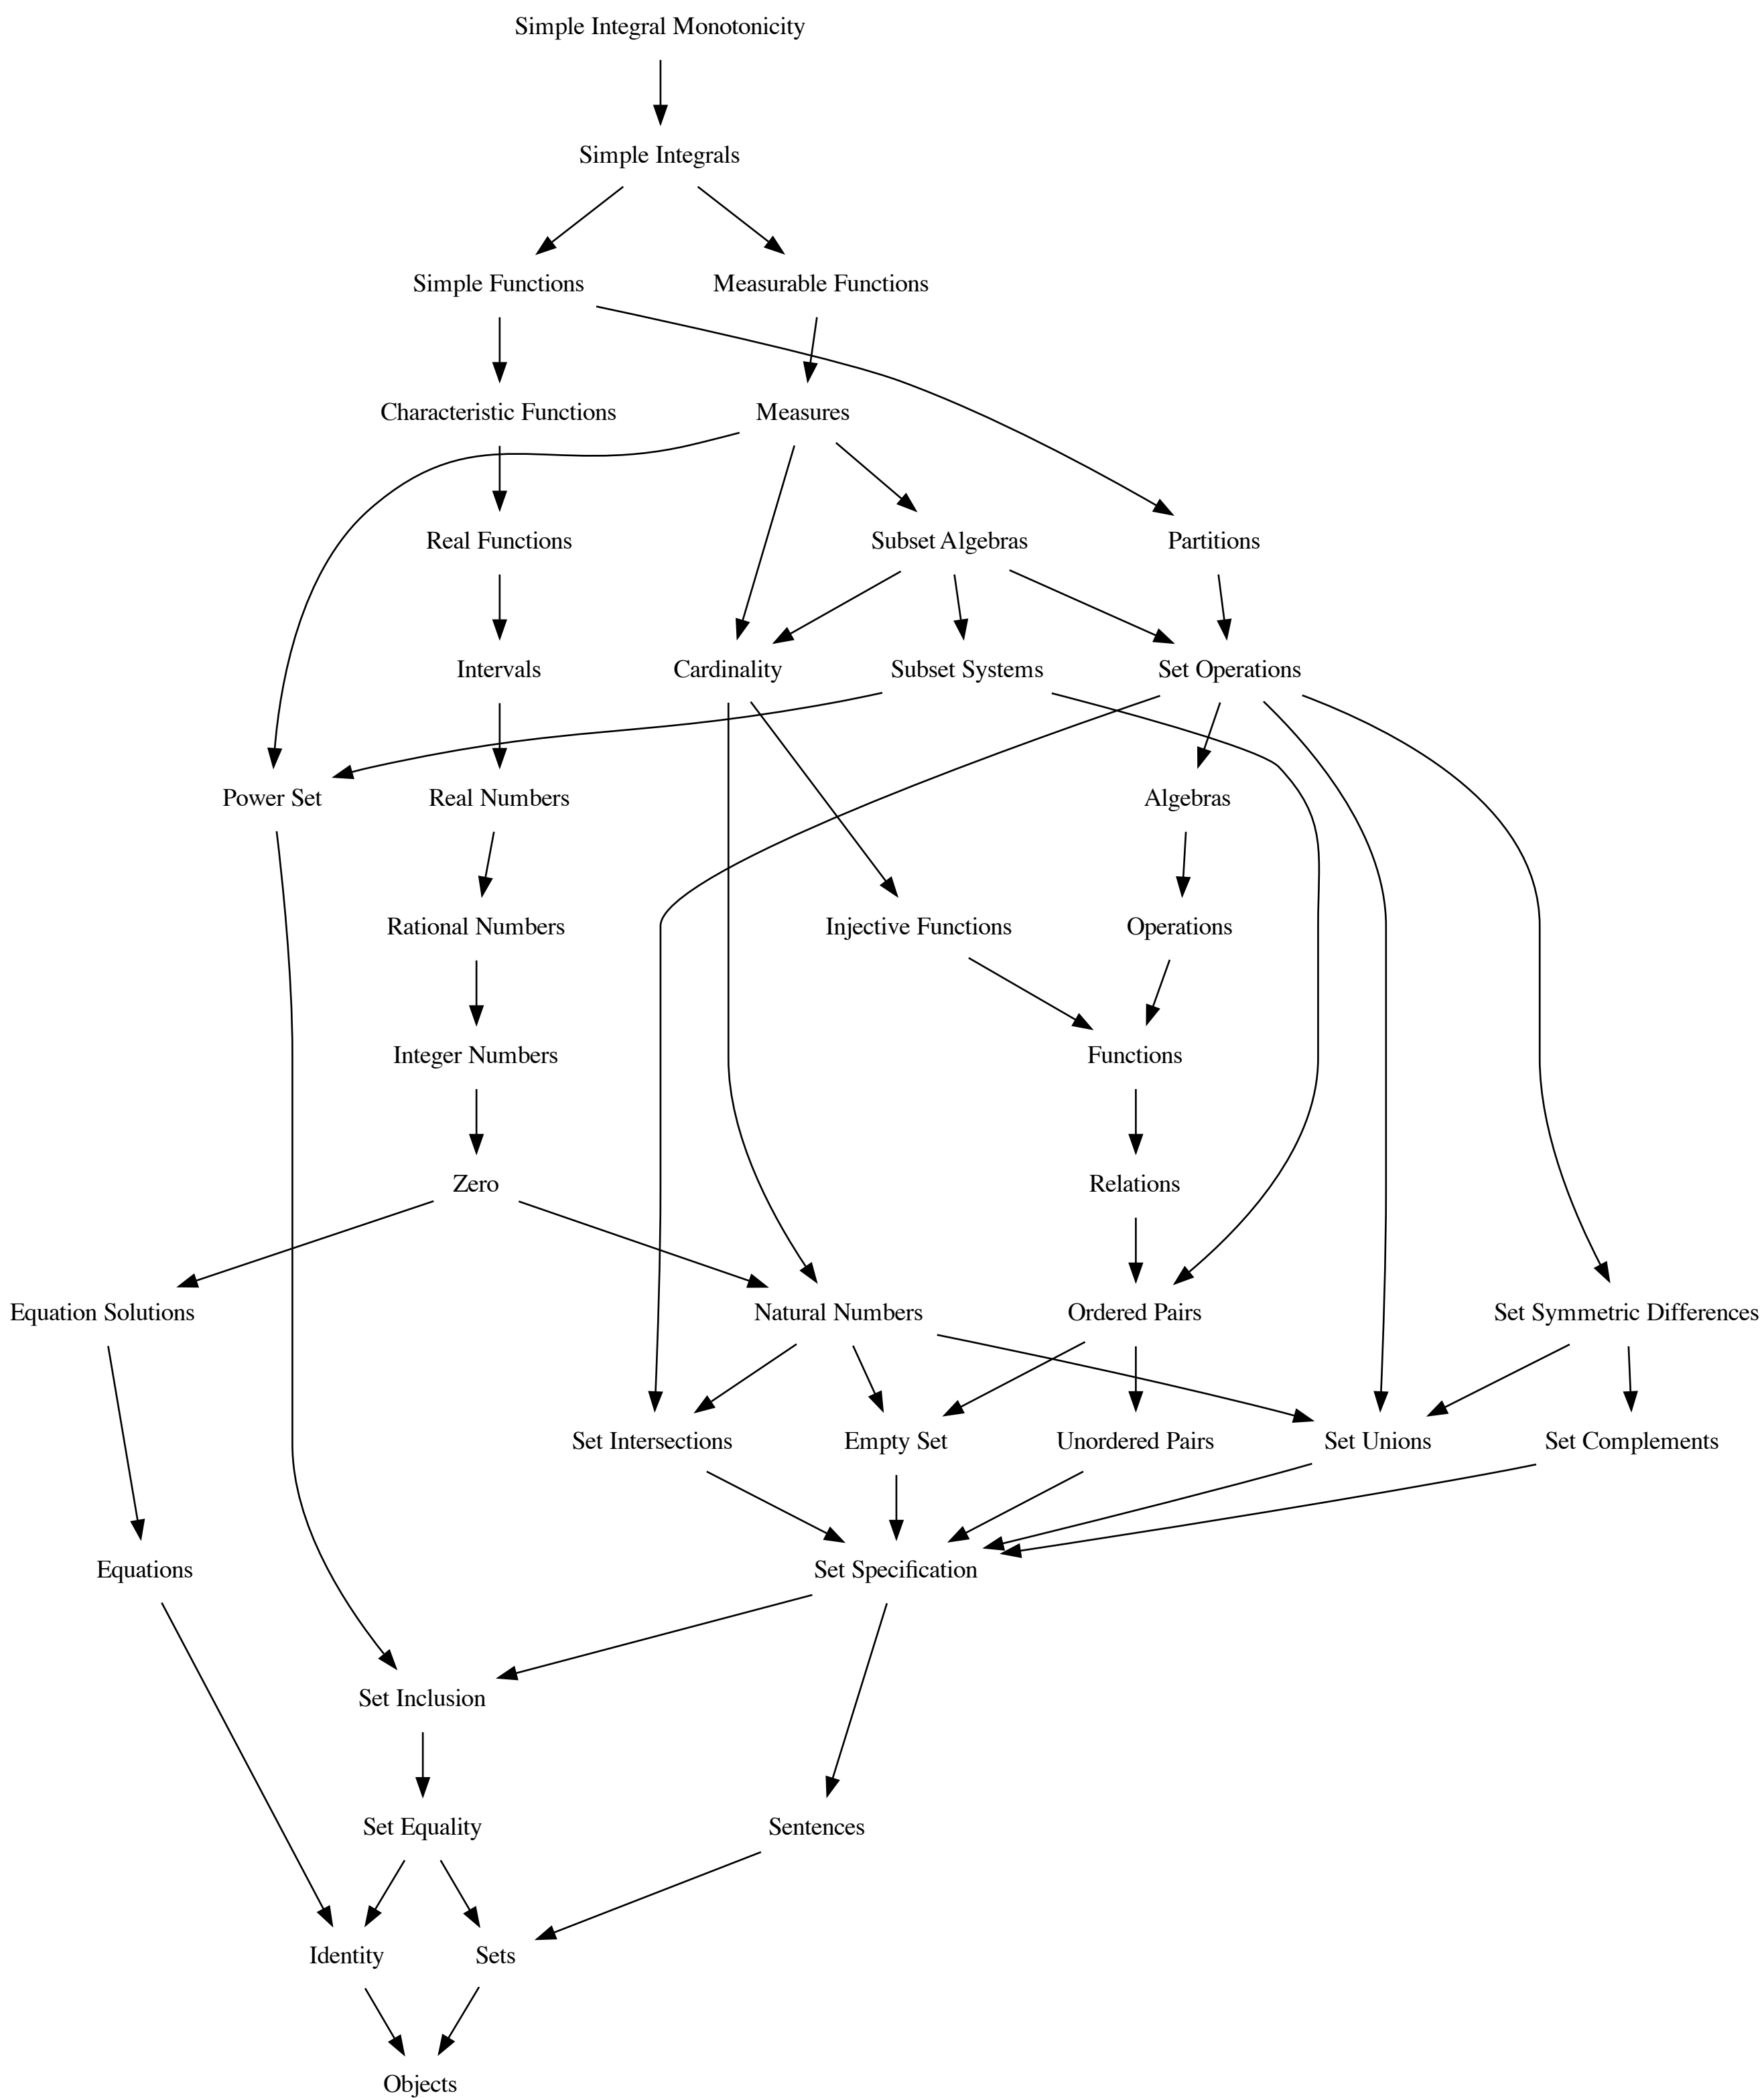 Simple Integral Monotonicity
Simple Integrals
Simple Functions
Measurable Functions
Characteristic Functions
Measures
Real Functions
Subset Algebras
Partitions
Intervals
Cardinality
Subset Systems
Set Operations
Power Set
Real Numbers
Algebras
Rational Numbers
Injective Functions
Operations
Integer Numbers
Functions
Zero
Relations
Equation Solutions
Natural Numbers
Ordered Pairs
Set Symmetric Differences
Set Intersections
Empty Set
Unordered Pairs
Set Unions
Set Complements
Equations
Set Specification
Set Inclusion
Set Equality
Sentences
Identity
Sets
Objects